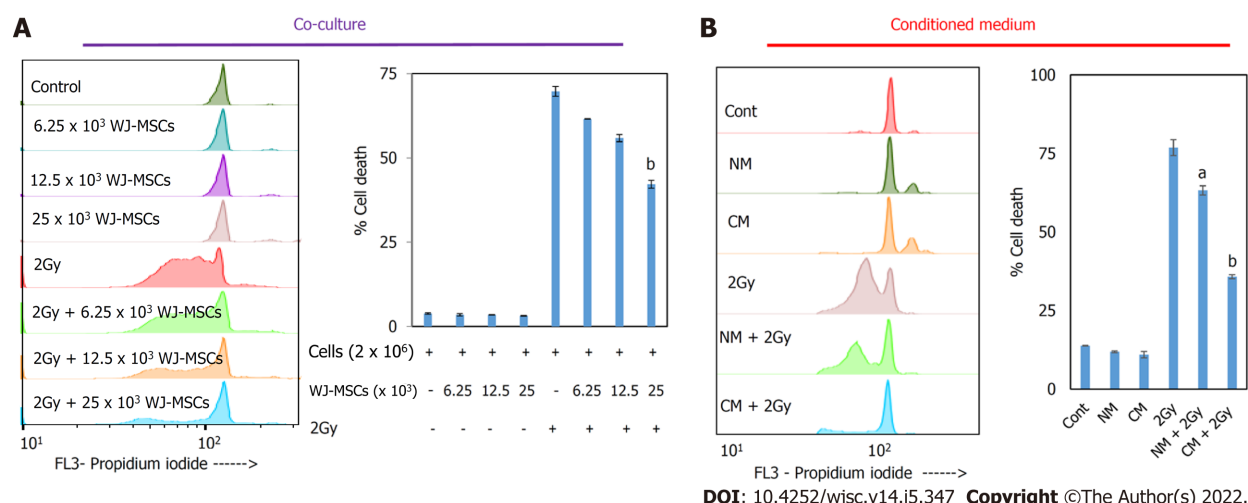 A
Co-culture
Control
6.25 x 10³ WJ-MSCs
12.5 x 10³ WJ-MSCs
25 x 10³ WJ-MSCs
2Gy
2Gy + 6.25 x 10³ WJ-MSCs
2Gy + 12.5 x 10³ WJ-MSCs
2Gy + 25 x 10³ WJ-MSCs
10¹ 10²
FL3- Propidium iodide ------>
% Cell death
75
50
25
0
b
Cells (2 x 10⁶) + + + + + + + +
WJ-MSCs (x 10³) - 6.25 12.5 25 - 6.25 12.5 25
2Gy - - - - + + + +
B
Conditioned medium
Cont
NM
CM
2Gy
NM + 2Gy
CM + 2Gy
10¹ 10²
FL3 - Propidium iodide ----->
% Cell death
100
75
50
25
0
a
b
Cont NM CM 2Gy NM + 2Gy CM + 2Gy
DOI: 10.4252/wjsc.v14.i5.347 Copyright ©The Author(s) 2022.